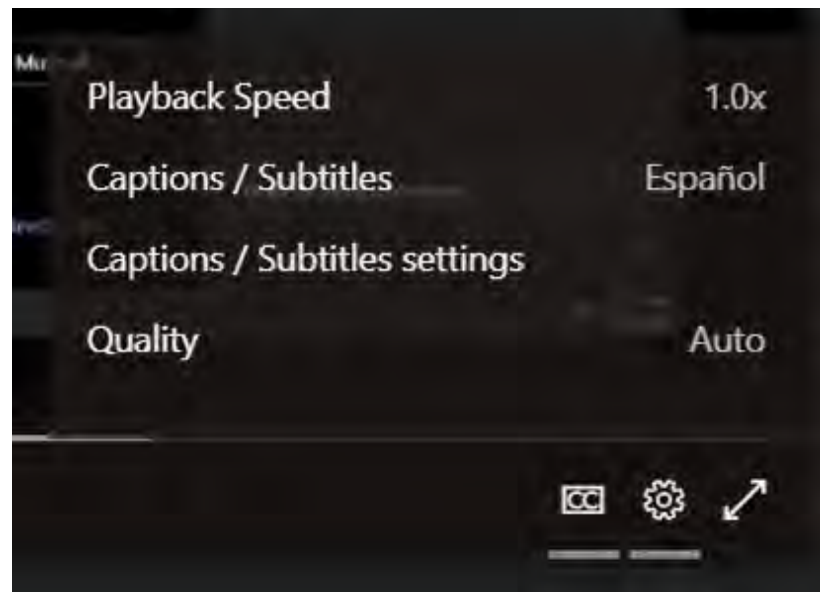 Playback Speed 1.0x
Captions / Subtitles Español
Captions / Subtitles settings
Quality Auto
CC